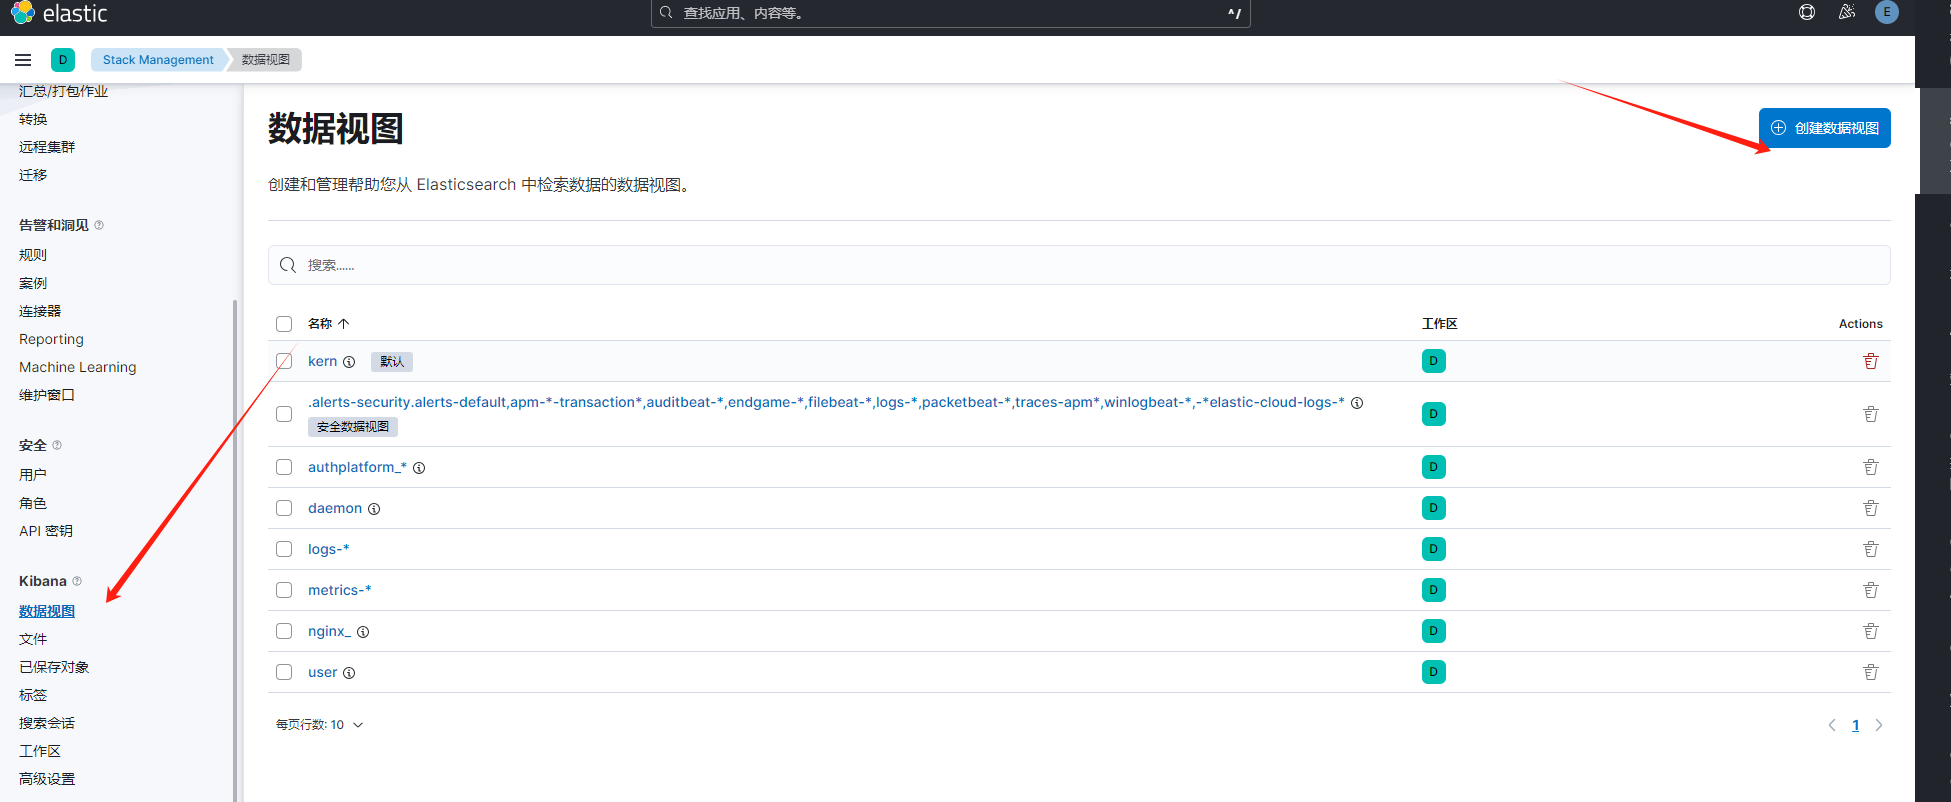 elastic
查找应用、内容等。
^/
E
D
Stack Management
数据视图
汇总/打包作业
转换
远程集群
迁移
告警和洞见
规则
案例
连接器
Reporting
Machine Learning
维护窗口
安全
用户
角色
API 密钥
Kibana
数据视图
文件
已保存对象
标签
搜索会话
工作区
高级设置
数据视图
创建数据视图
创建和管理帮助您从 Elasticsearch 中检索数据的数据视图。
搜索......
名称
工作区
Actions
kern
默认
D
.alerts-security.alerts-default,apm-*-transaction*,auditbeat-*,endgame-*,filebeat-*,logs-*,packetbeat-*,traces-apm*,winlogbeat-*,-*elastic-cloud-logs-*
安全数据视图
D
authplatform_*
D
daemon
D
logs-*
D
metrics-*
D
nginx_
D
user
D
每页行数: 10
1